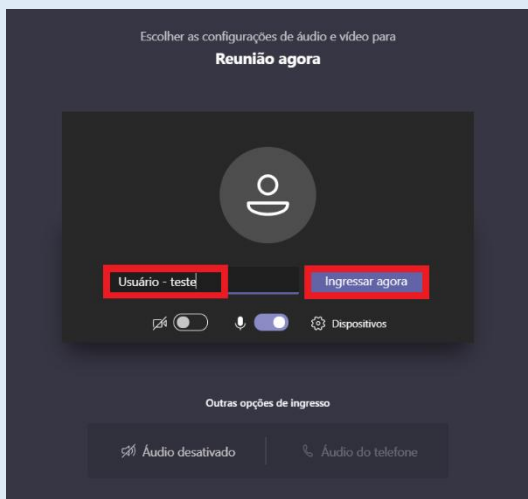 Escolher as configurações de áudio e vídeo para
Reunião agora
Usuário - teste
Ingressar agora
Dispositivos
Outras opções de ingresso
Áudio desativado
Áudio do telefone